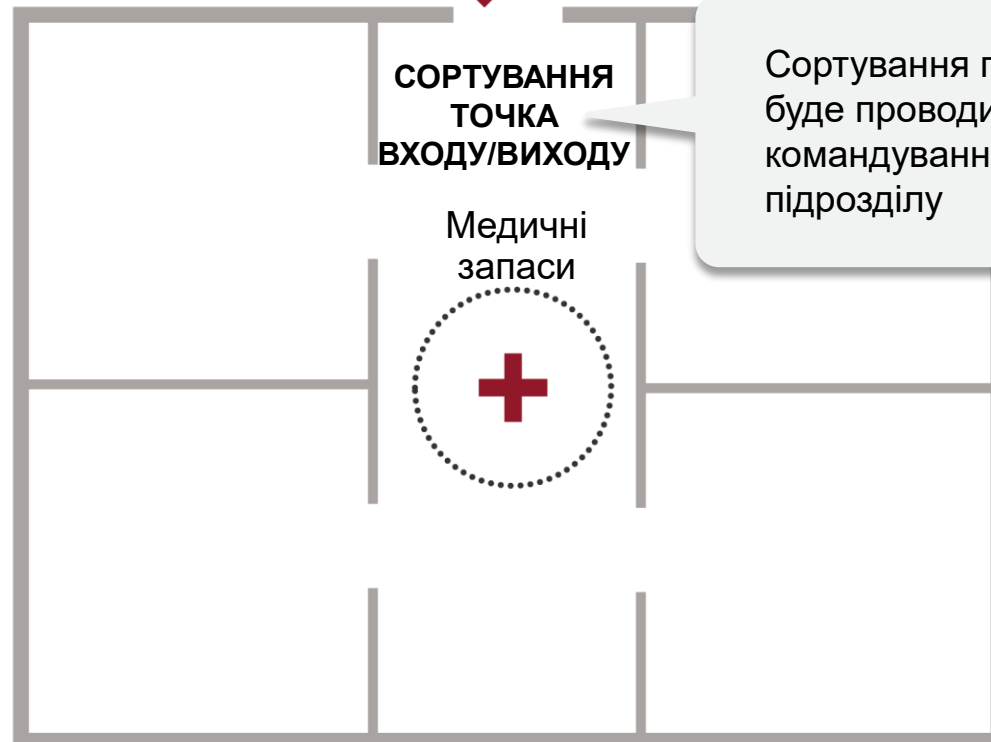 СОРТУВАННЯ
ТОЧКА
ВХОДУ/ВИХОДУ
Медичні
запаси
Сортування
буде
підрозділу